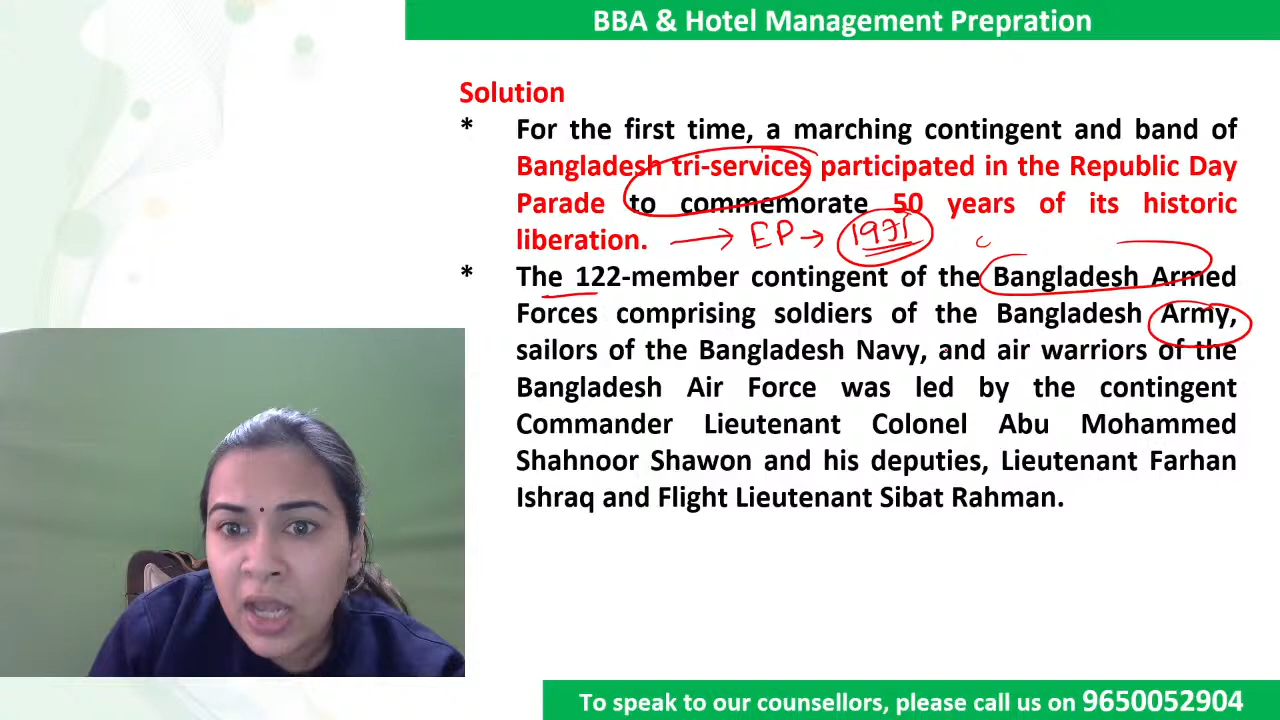 BBA & Hotel Management Prepration
Solution
* For the first time, a marching contingent and band of
Bangladesh tri-services participated in the Republic Day
Parade to commemorate 50 years of its historic
liberation. → EP → 1971
* The 122-member contingent of the Bangladesh Armed
Forces comprising soldiers of the Bangladesh Army,
sailors of the Bangladesh Navy, and air warriors of the
Bangladesh Air Force was led by the contingent
Commander Lieutenant Colonel Abu Mohammed
Shahnoor Shawon and his deputies, Lieutenant Farhan
Ishraq and Flight Lieutenant Sibat Rahman.
To speak to our counsellors, please call us on 9650052904